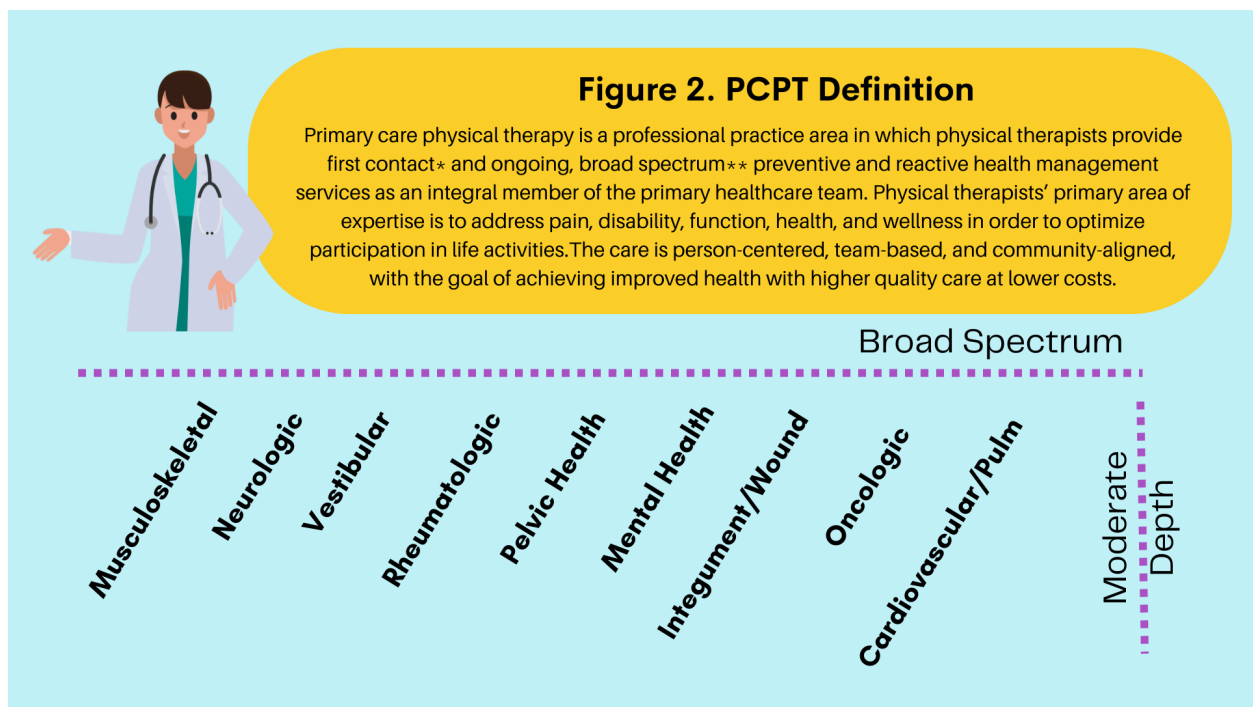 Figure 2. PCPT Definition
Primary care physical therapy is a professional practice area in which physical therapists provide
first contact* and ongoing, broad spectrum** preventive and reactive health management
services as an integral member of the primary healthcare team. Physical therapists’ primary area of
expertise is to address pain, disability, function, health, and wellness in order to optimize
participation in life activities.The care is person-centered, team-based, and community-aligned,
with the goal of achieving improved health with higher quality care at lower costs.
Broad Spectrum
Musculoskeletal
Neurologic
Vestibular
Rheumatologic
Pelvic Health
Mental Health
Integument/Wound
Oncologic
Cardiovascular/Pulm
Moderate
Depth